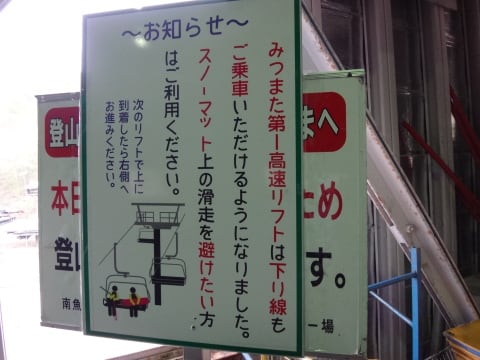 〜お知らせ〜
みつまた第1高速リフトは下り線も
ご乗車いただけるようになりました。
スノーマット上の滑走を避けたい方
はご利用ください。
次のリフトで上に
到着したら右側へ
お進みください。
登山
まへ
本日
ため
登山
す。
南魚
ー場